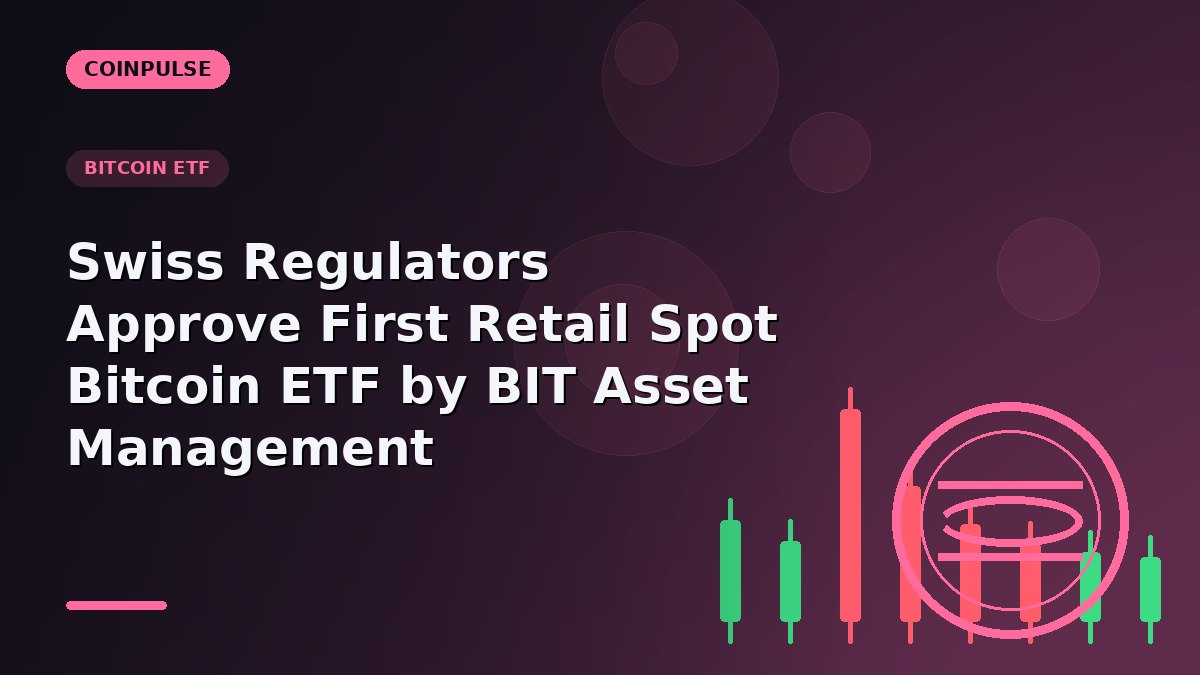 COINPULSE
BITCOIN ETF
Swiss Regulators
Approve First Retail Spot
Bitcoin ETF by BIT Asset
Management